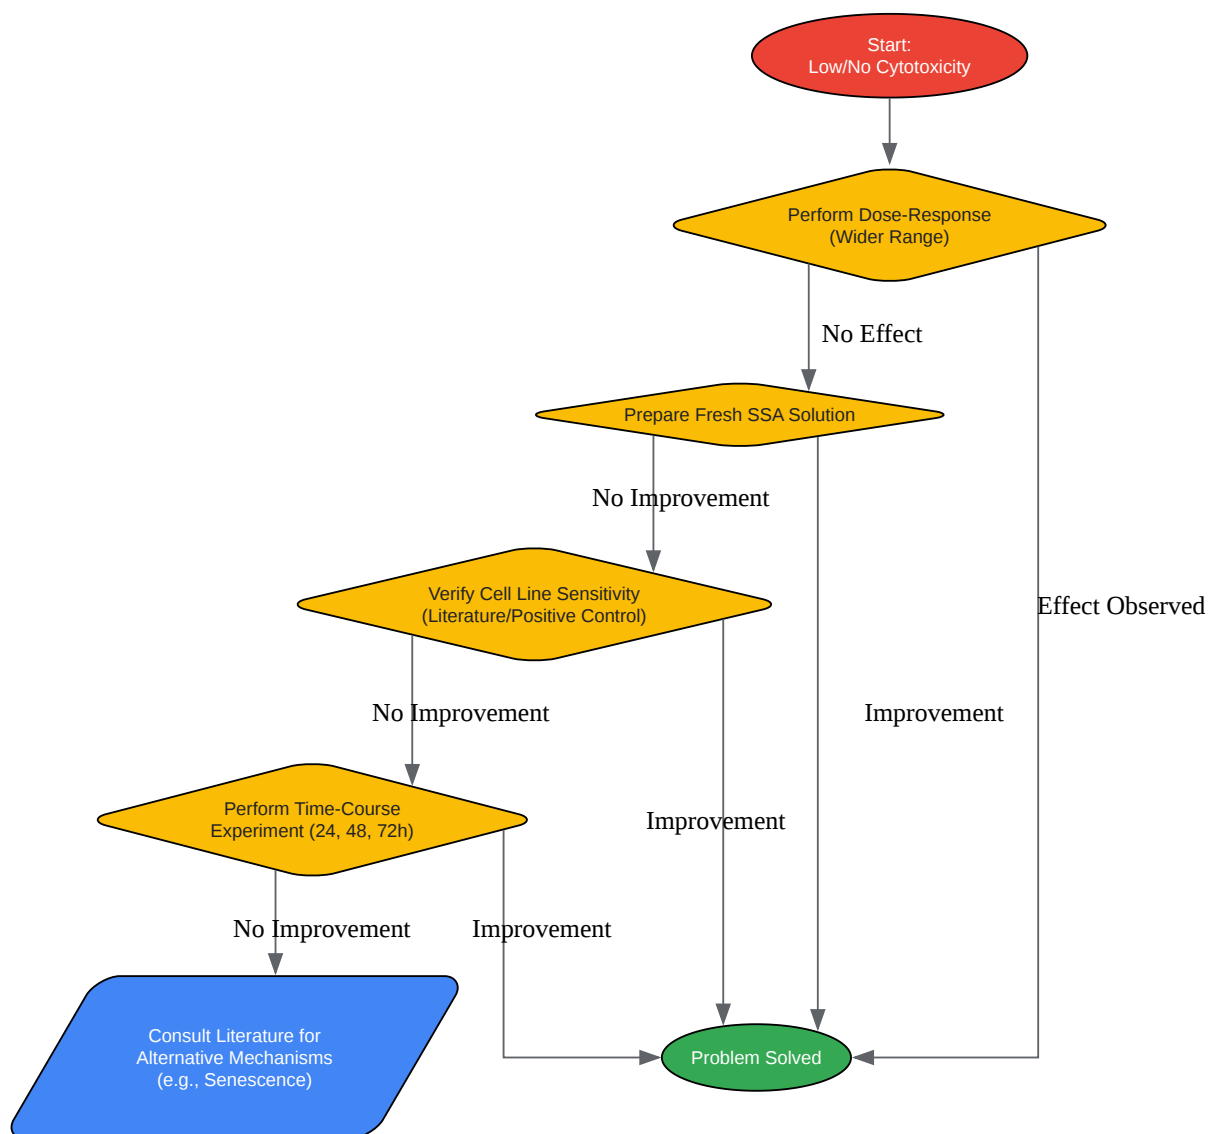 Start:
Low/No Cytotoxicity
Perform Dose-Response
(Wider Range)
No Effect
Prepare Fresh SSA Solution
No Improvement
Verify Cell Line Sensitivity
(Literature/Positive Control)
Effect Observed
No Improvement
Improvement
Perform Time-Course
Experiment (24, 48, 72h)
Improvement
No Improvement
Improvement
Consult Literature for
Alternative Mechanisms
(e.g., Senescence)
Problem Solved